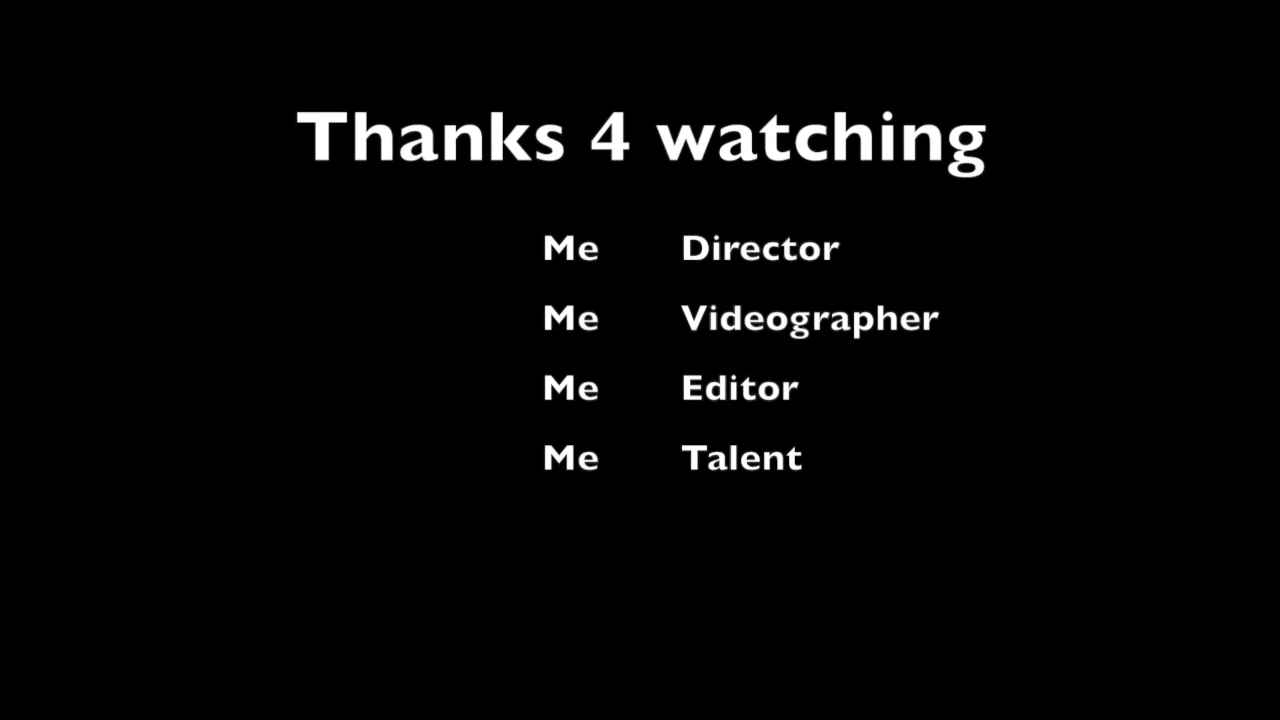 Thanks 4 watching
Me Director
Me Videographer
Me Editor
Me Talent